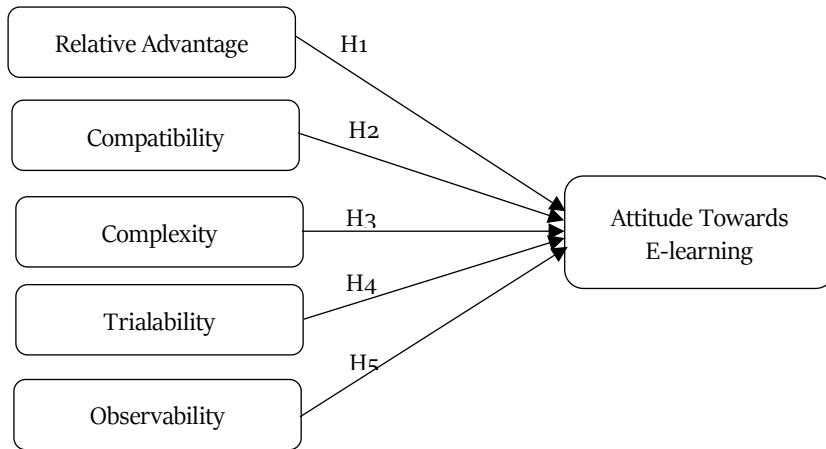 Relative Advantage
H1
Compatibility
H2
Complexity
H3
Trialability
H4
Observability
H5
Attitude Towards
E-learning